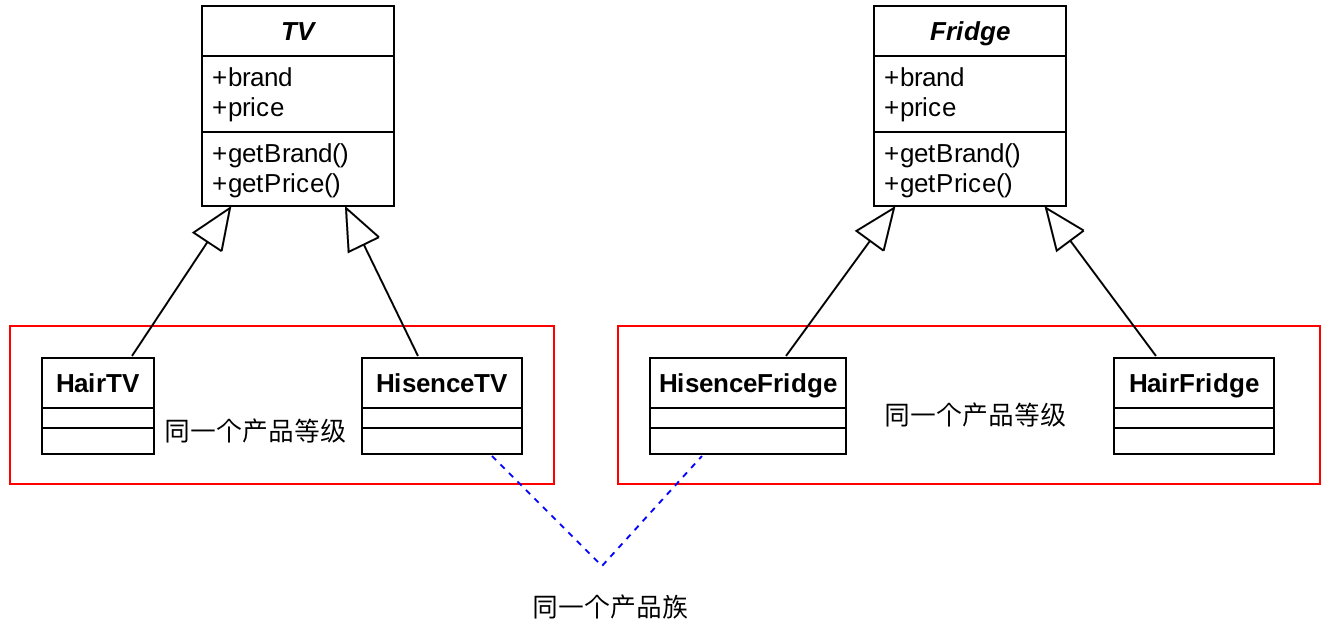 TV
+brand
+price
+getBrand()
+getPrice()
Fridge
+brand
+price
+getBrand()
+getPrice()
HairTV
同一个产品等级
HisenceTV
HisenceFridge
同一个产品等级
HairFridge
同一个产品族